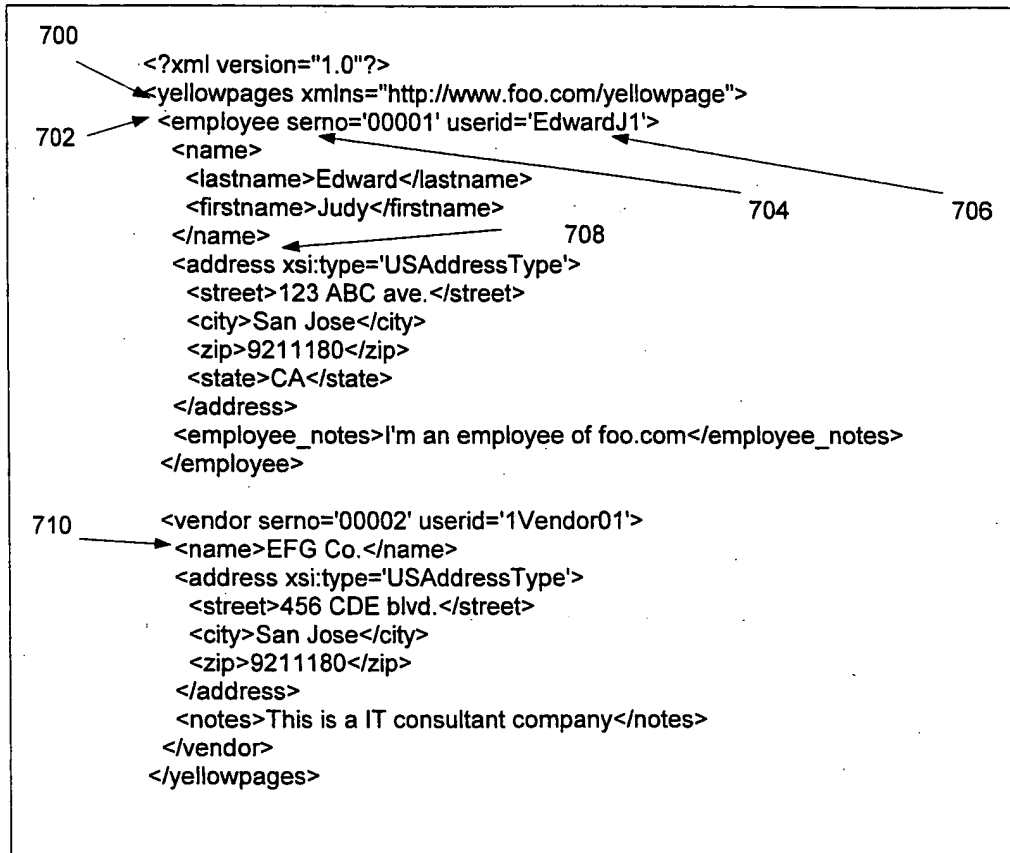 700
<?xml version="1.0"?>
<yellowpages xmlns="http://www.foo.com/yellowpage">
702
<employee serno='00001' userid='EdwardJ1'>
<name>
<lastname>Edward</lastname>
<firstname>Judy</firstname>
704
706
</name>
708
<address xsi:type='USAddressType'>
<street>123 ABC ave.</street>
<city>San Jose</city>
<zip>9211180</zip>
<state>CA</state>
</address>
<employee_notes>I'm an employee of foo.com</employee_notes>
</employee>
<vendor serno='00002' userid='1Vendor01'>
710
<name>EFG Co.</name>
<address xsi:type='USAddressType'>
<street>456 CDE blvd.</street>
<city>San Jose</city>
<zip>9211180</zip>
</address>
<notes>This is a IT consultant company</notes>
</vendor>
</yellowpages>